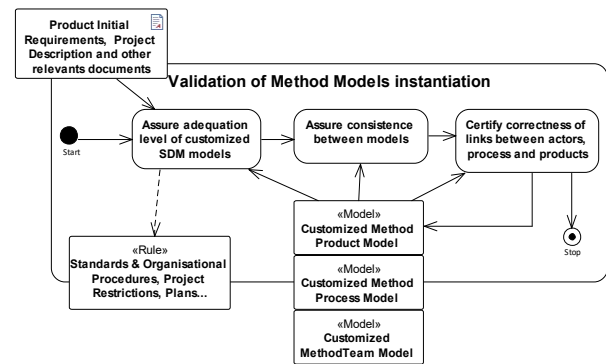 Product Initial
Requirements, Project
Description and other
relevants documents
Validation of Method Models instantiation
Start
Assure adequation
level of customized
SDM models
Assure consistence
between models
Certify correctness of
links between actors,
process and products
Stop
«Rule»
Standards & Organisational
Procedures, Project
Restrictions, Plans...
«Model»
Customized Method
Product Model
«Model»
Customized Method
Process Model
«Model»
Customized
MethodTeam Model